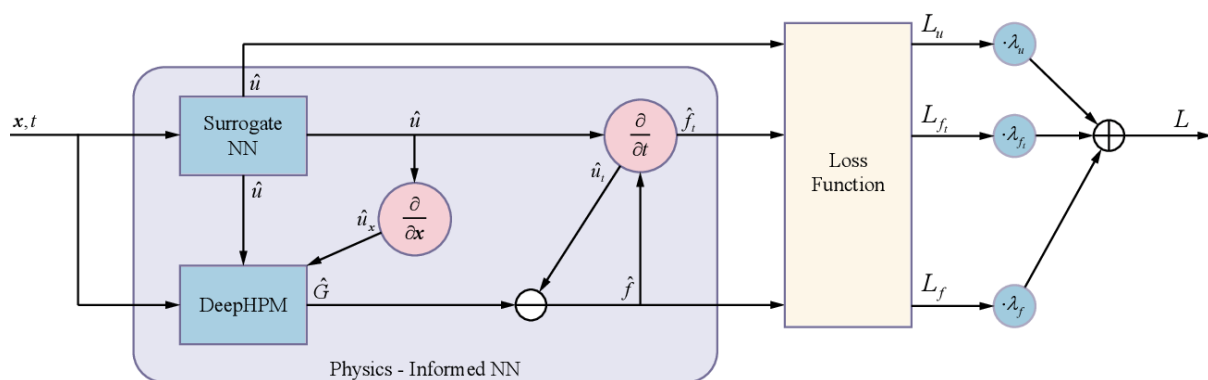 L_u
·λ_u
û
x,t
Surrogate
NN
û
∂
∂t
f̂_t
L_{f_t}
·λ_{f_t}
L
Loss
Function
û
û_t
û_x
∂
∂x
DeepHPM
Ĝ
f̂
L_f
·λ_f
Physics - Informed NN